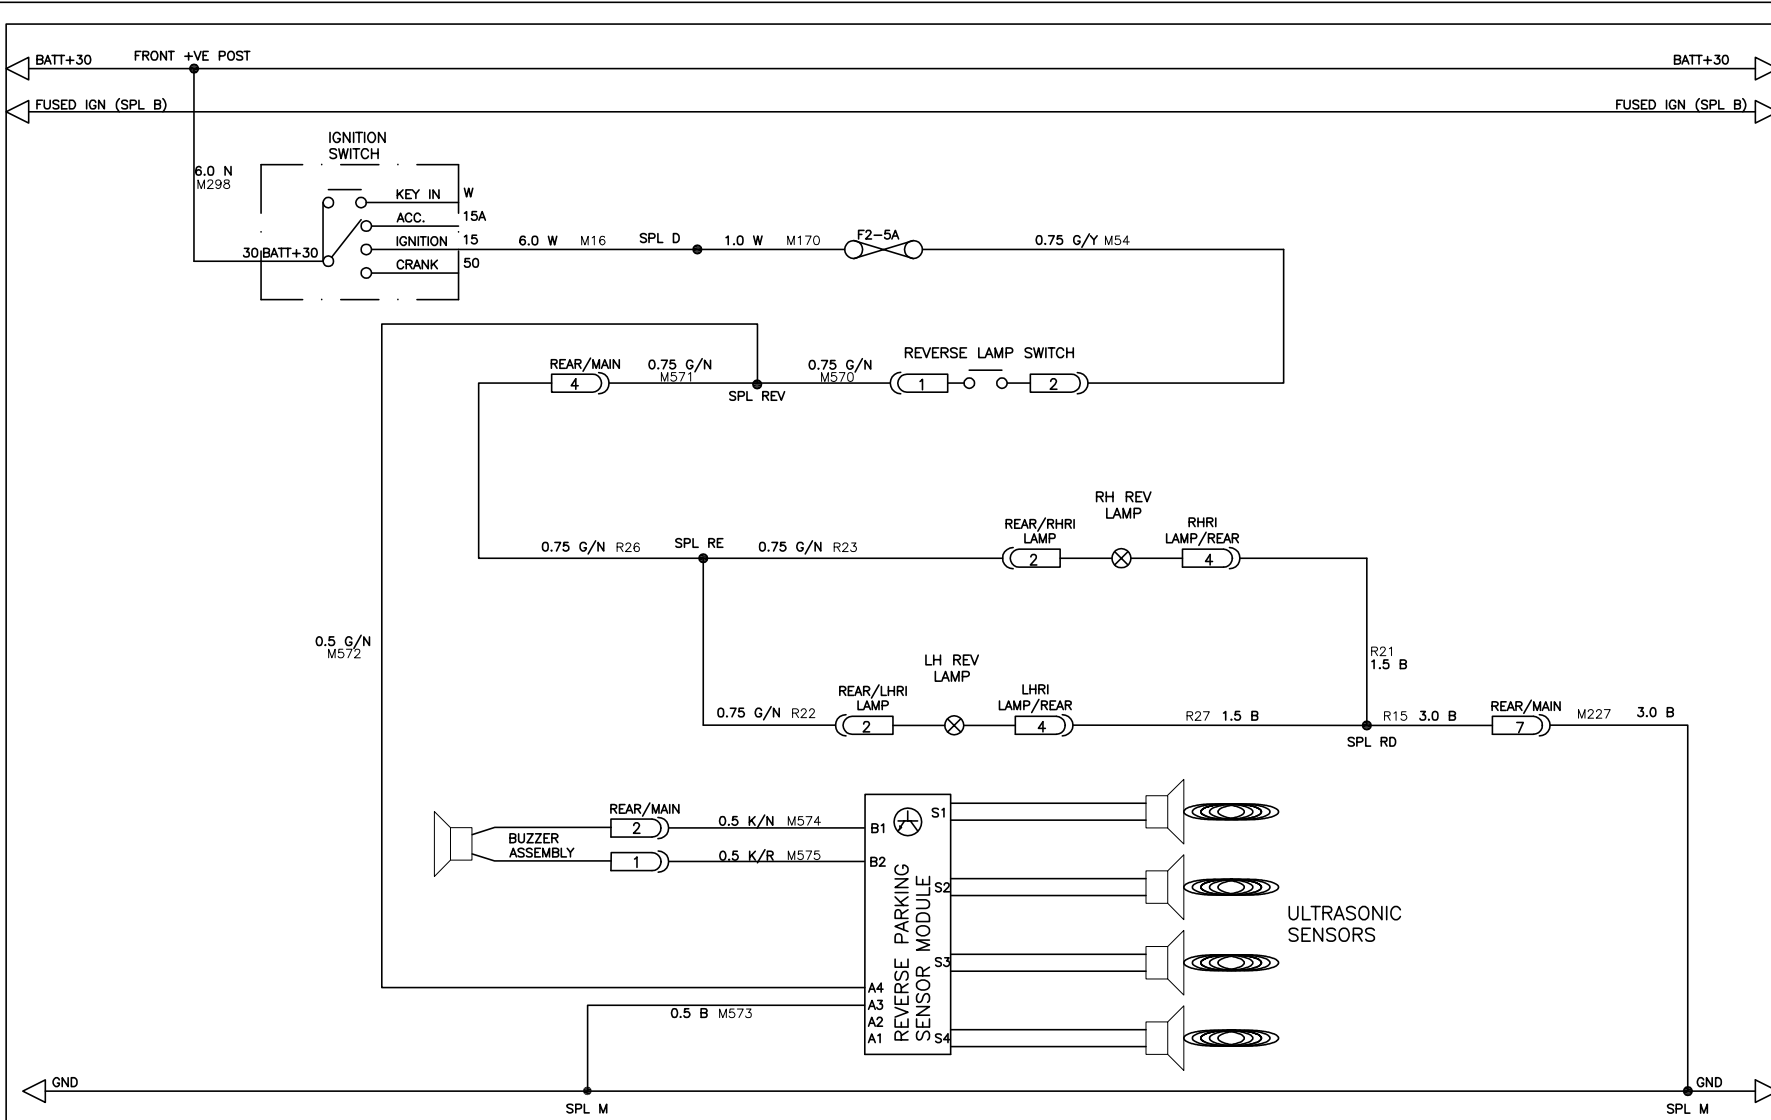 BATT+30
FRONT +VE POST
BATT+30
FUSED IGN (SPL B)
FUSED IGN (SPL B)
IGNITION
SWITCH
6.0 N
M298
KEY IN
W
ACC.
15A
IGNITION
15
6.0 W
M16
SPL D
1.0 W
M170
F2-5A
0.75 G/Y M54
30
BATT+30
CRANK
50
REAR/MAIN
4
0.75 G/N
M571
SPL REV
0.75 G/N
M570
REVERSE LAMP SWITCH
1
2
0.75 G/N R26
SPL RE
0.75 G/N R23
REAR/RHRI
LAMP
2
RH REV
LAMP
RHRI
LAMP/REAR
4
0.5 G/N
M572
R21
1.5 B
0.75 G/N R22
REAR/LHRI
LAMP
2
LH REV
LAMP
LHRI
LAMP/REAR
4
R27 1.5 B
SPL RD
R15 3.0 B
REAR/MAIN
7
M227
3.0 B
BUZZER
ASSEMBLY
REAR/MAIN
2
1
0.5 K/N M574
0.5 K/R M575
B1
B2
S1
S2
S3
S4
REVERSE PARKING
SENSOR MODULE
A4
A3
A2
A1
ULTRASONIC
SENSORS
0.5 B M573
GND
SPL M
GND
SPL M